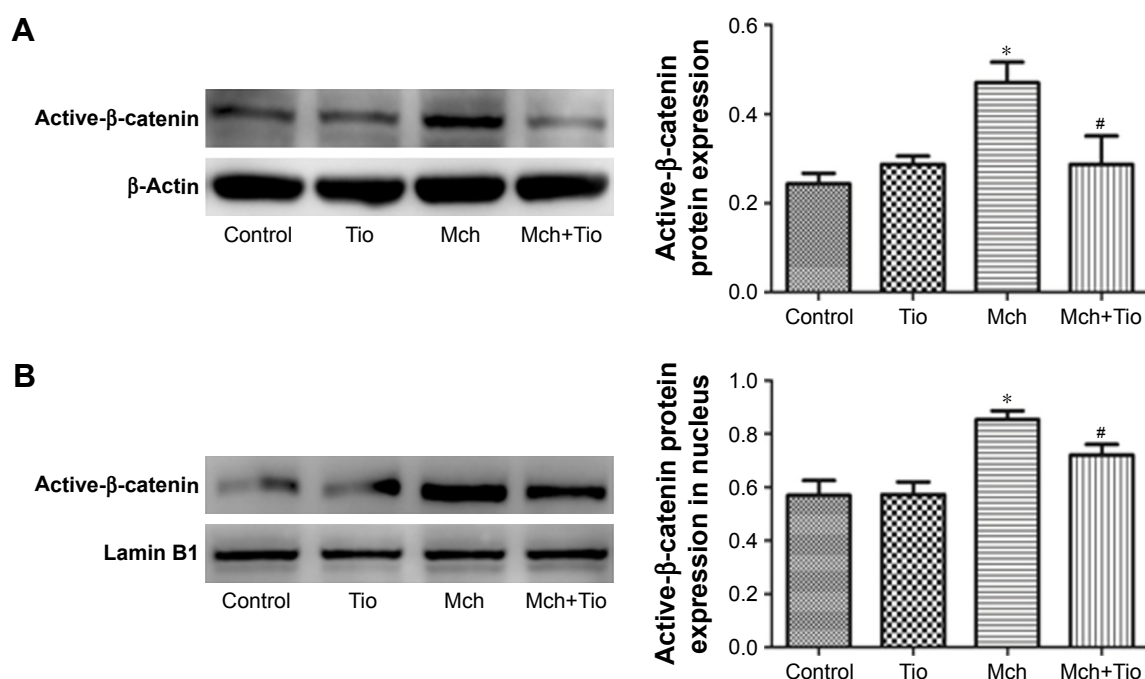 A
Active-β-catenin
β-Actin
Control Tio Mch Mch+Tio
Active-β-catenin
protein expression
0.6
0.4
0.2
0.0
*
#
Control Tio Mch Mch+Tio
B
Active-β-catenin
Lamin B1
Control Tio Mch Mch+Tio
Active-β-catenin protein
expression in nucleus
1.0
0.8
0.6
0.4
0.2
0.0
*
#
Control Tio Mch Mch+Tio